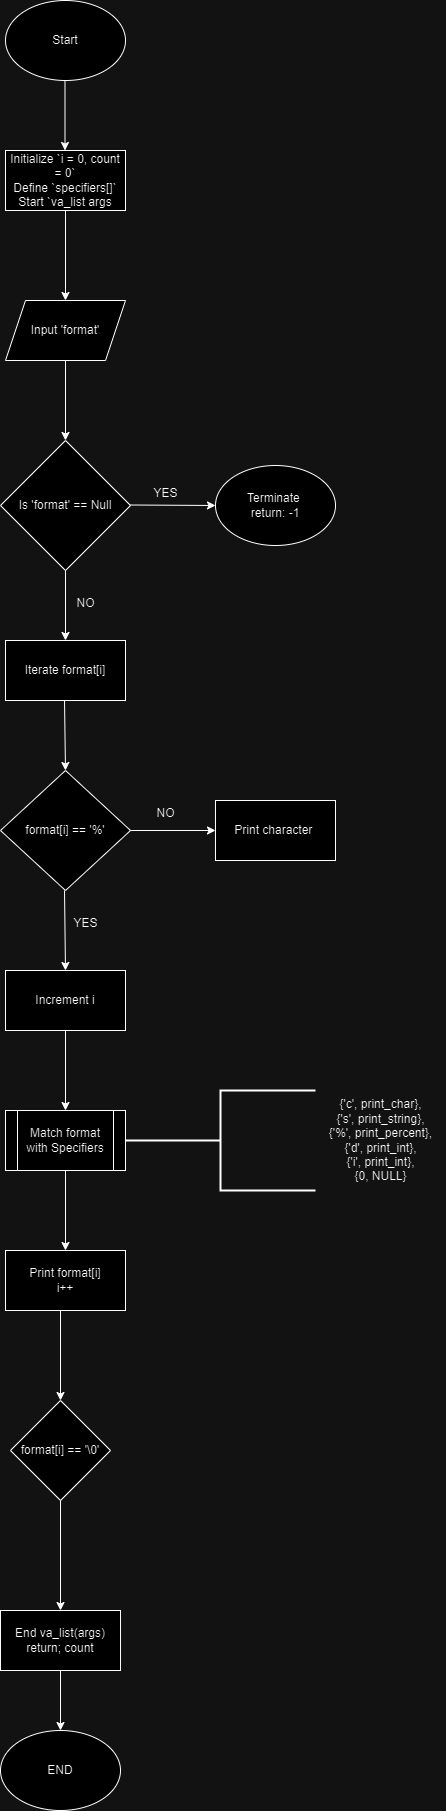 Start
Initialize `i = 0, count
= 0`
Define `specifiers[]`
Start `va_list args
Input 'format'
Is 'format' == Null
YES
Terminate
return: -1
NO
Iterate format[i]
format[i] == '%'
NO
Print character
YES
Increment i
Match format
with Specifiers
{'c', print_char},
{'s', print_string},
{'%', print_percent},
{'d', print_int},
{'i', print_int},
{0, NULL}
Print format[i]
i++
format[i] == '\0'
End va_list(args)
return; count
END